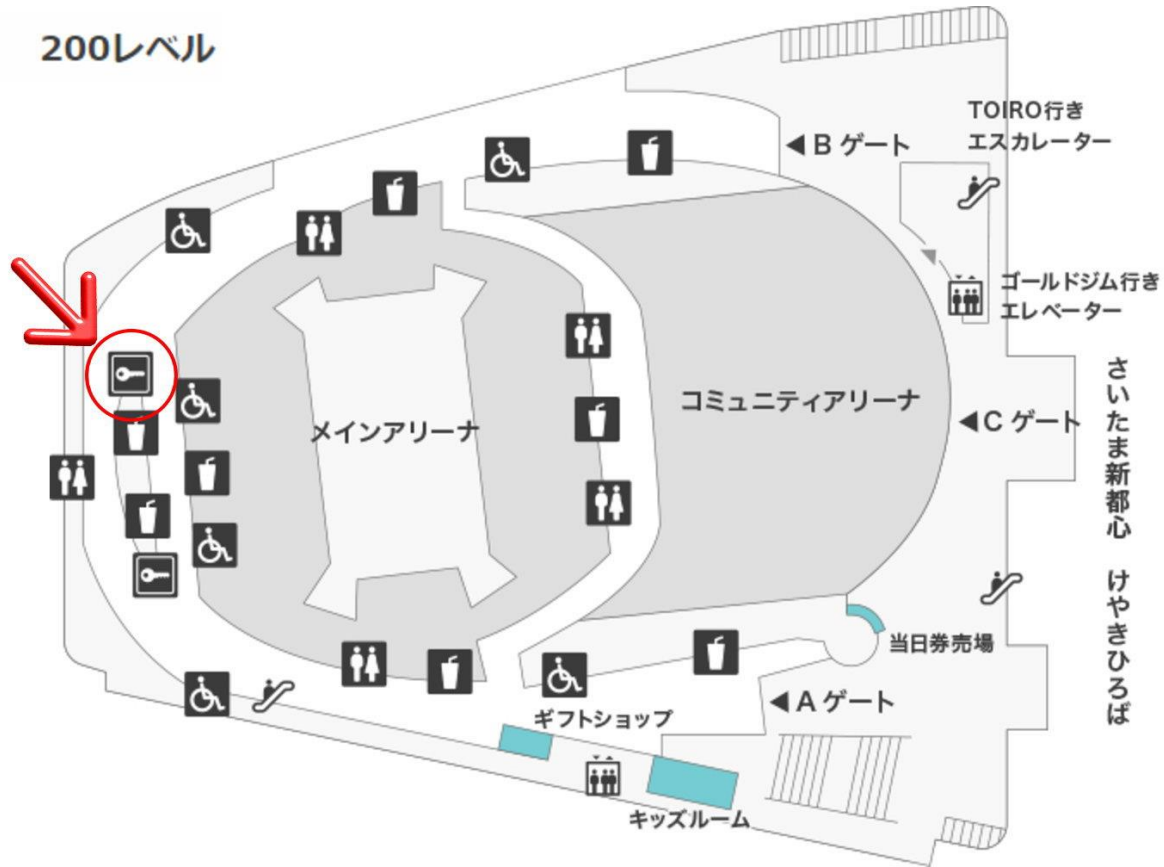 200レベル
TOIRO行き
エスカレーター
◀B ゲート
ゴールドジム行き
エレベーター
メインアリーナ
コミュニティアリーナ
◀C ゲート
さいたま新都心 けやきひろば
当日券売場
◀A ゲート
ギフトショップ
キッズルーム